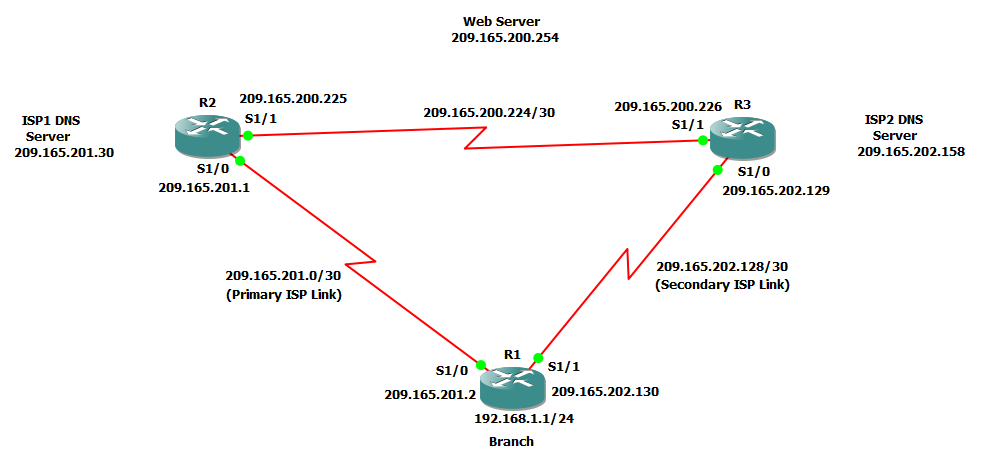 Web Server
209.165.200.254
R2
209.165.200.225
S1/1
209.165.200.224/30
209.165.200.226
R3
S1/1
ISP1 DNS
Server
209.165.201.30
ISP2 DNS
Server
209.165.202.158
S1/0
209.165.201.1
S1/0
209.165.202.129
209.165.201.0/30
(Primary ISP Link)
209.165.202.128/30
(Secondary ISP Link)
R1
S1/0
S1/1
209.165.201.2
209.165.202.130
192.168.1.1/24
Branch